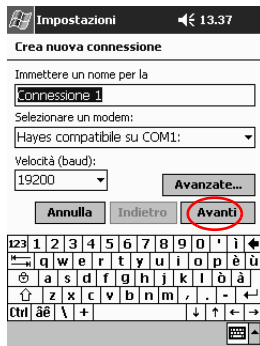 Impostazioni 13.37
Crea nuova connessione
Immettere un nome per la
Connessione 1
Selezionare un modem:
Hayes compatibile su COM1:
Velocità (baud):
19200
Avanzate...
Annulla Indietro Avanti
123 1 2 3 4 5 6 7 8 9 0 ' ì
q w e r t y u i o p è ù
a s d f g h j k l ò à
z x c v b n m , . -
Ctrl áê \ +